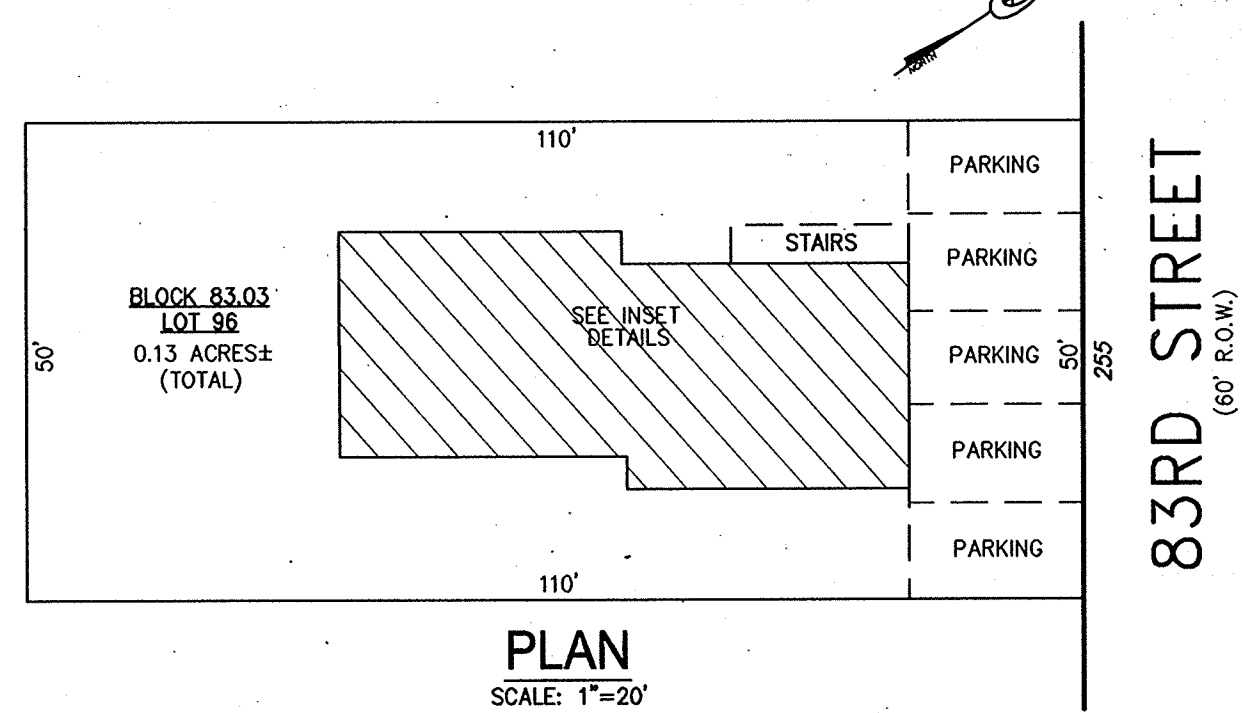 NORTH
110'
PARKING
STAIRS
PARKING
BLOCK 83.03
LOT 96
0.13 ACRES±
(TOTAL)
50'
SEE INSET
DETAILS
PARKING
50'
255
83RD STREET
(60' R.O.W.)
PARKING
PARKING
110'
PLAN
SCALE: 1"=20'